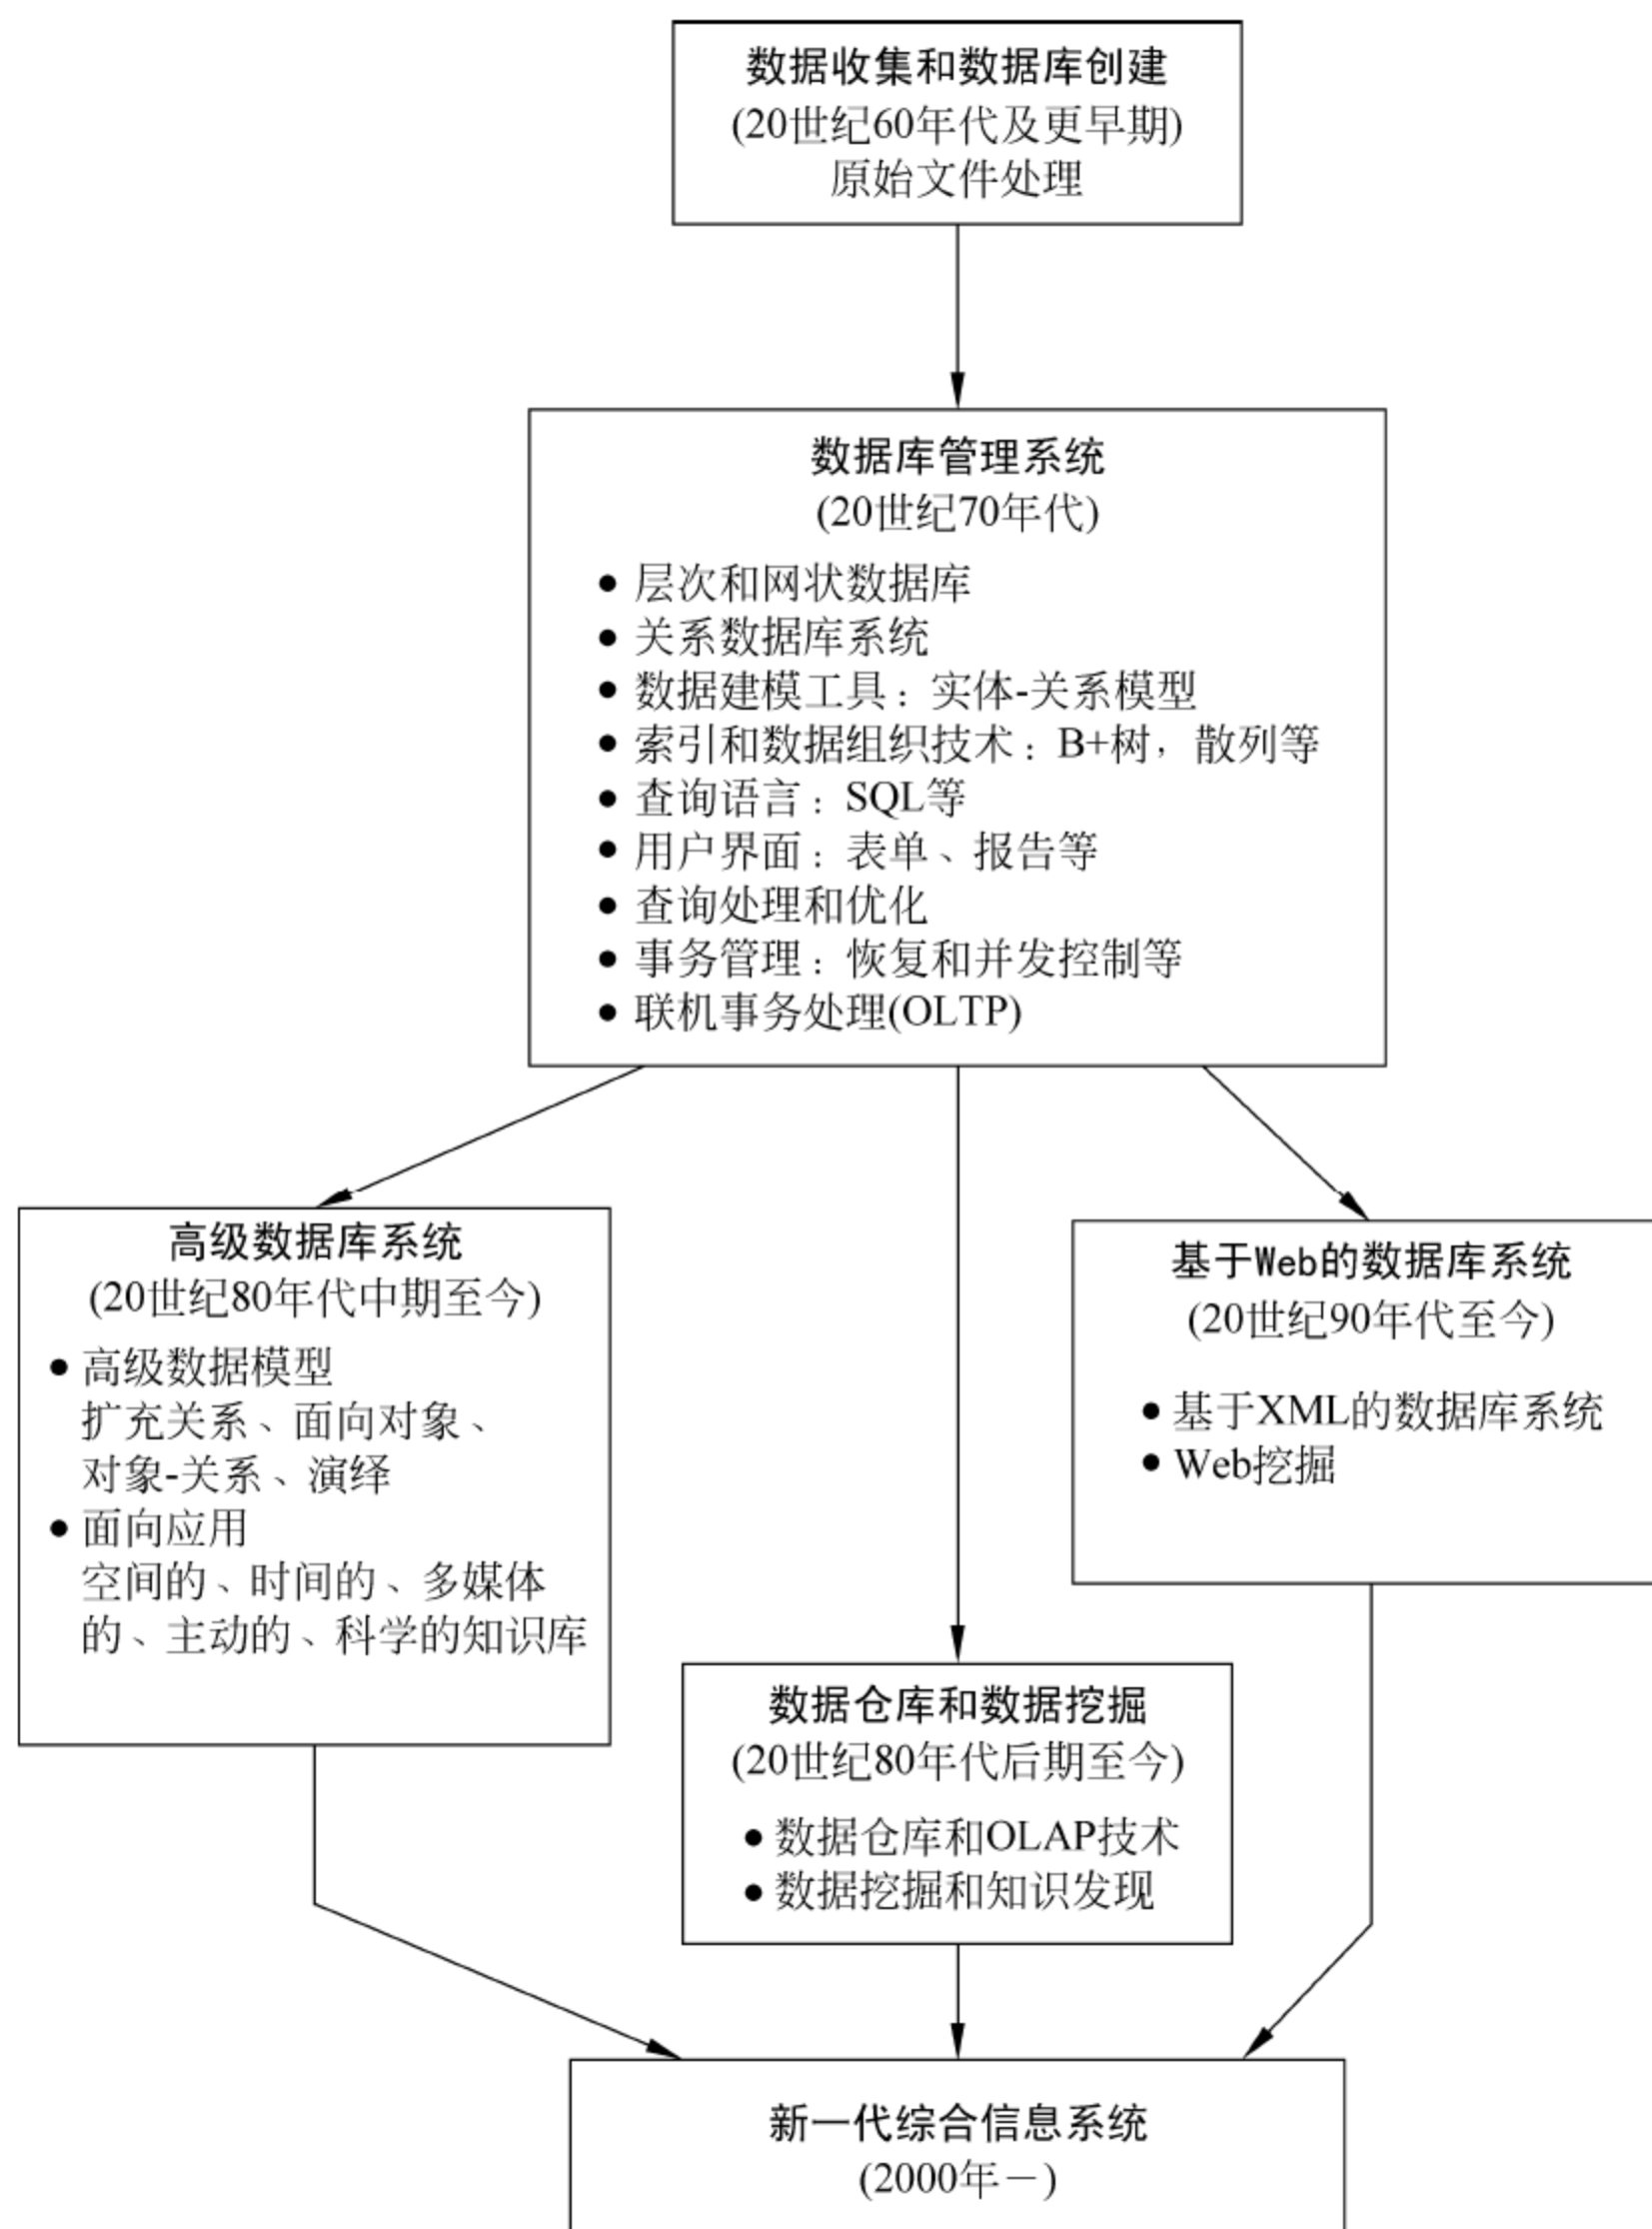 数据收集和数据库创建
(20世纪60年代及更早期)
原始文件处理
数据库管理系统
(20世纪70年代)
● 层次和网状数据库
● 关系数据库系统
● 数据建模工具：实体-关系模型
● 索引和数据组织技术：B+树，散列等
● 查询语言：SQL等
● 用户界面：表单、报告等
● 查询处理和优化
● 事务管理：恢复和并发控制等
● 联机事务处理(OLTP)
高级数据库系统
(20世纪80年代中期至今)
● 高级数据模型
扩充关系、面向对象、
对象-关系、演绎
● 面向应用
空间的、时间的、多媒体
的、主动的、科学的知识库
基于Web的数据库系统
(20世纪90年代至今)
● 基于XML的数据库系统
● Web挖掘
数据仓库和数据挖掘
(20世纪80年代后期至今)
● 数据仓库和OLAP技术
● 数据挖掘和知识发现
新一代综合信息系统
(2000年－)